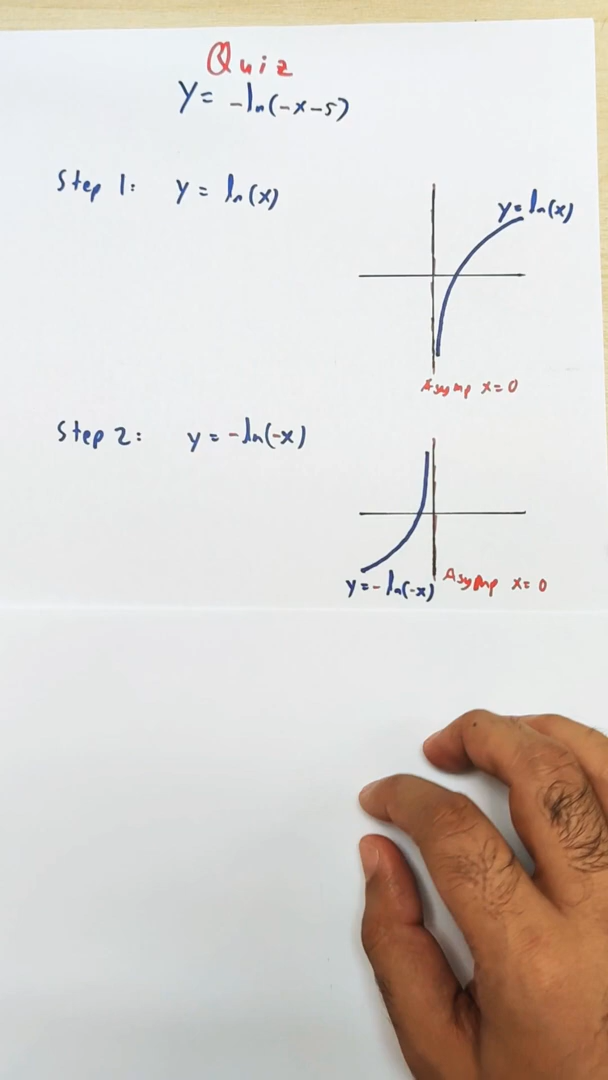 Quiz
y = -ln(-x-5)
Step 1: y = ln(x)
y = ln(x)
Asymp x = 0
Step 2: y = -ln(-x)
y = -ln(-x)
Asymp x = 0